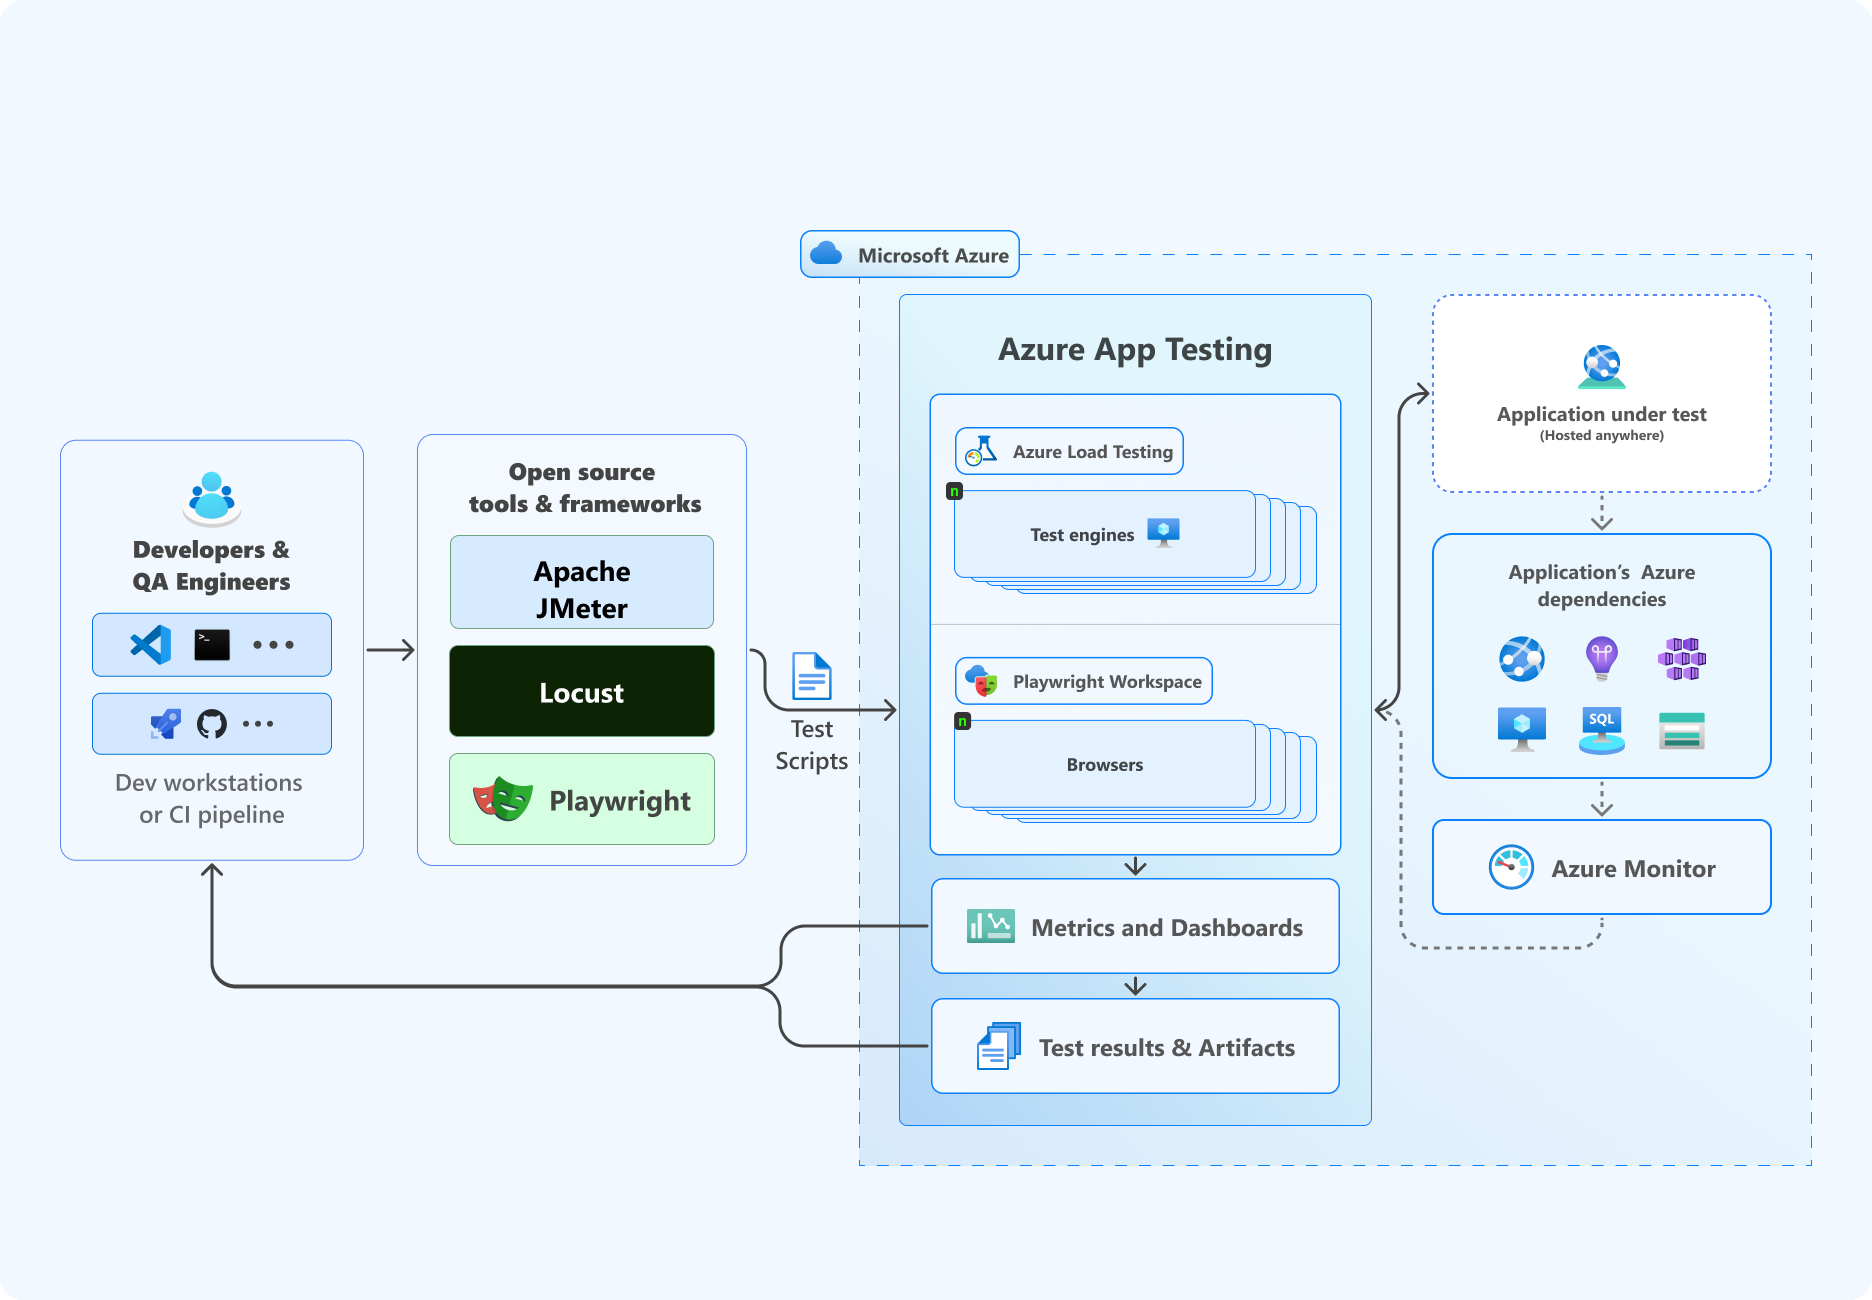 Microsoft Azure
Developers &
QA Engineers
>_
Dev workstations
or CI pipeline
Open source
tools & frameworks
Apache
JMeter
Locust
Playwright
Test
Scripts
Azure App Testing
Azure Load Testing
n
Test engines
Playwright Workspace
n
Browsers
Metrics and Dashboards
Test results & Artifacts
Application under test
(Hosted anywhere)
Application’s Azure
dependencies
SQL
Azure Monitor